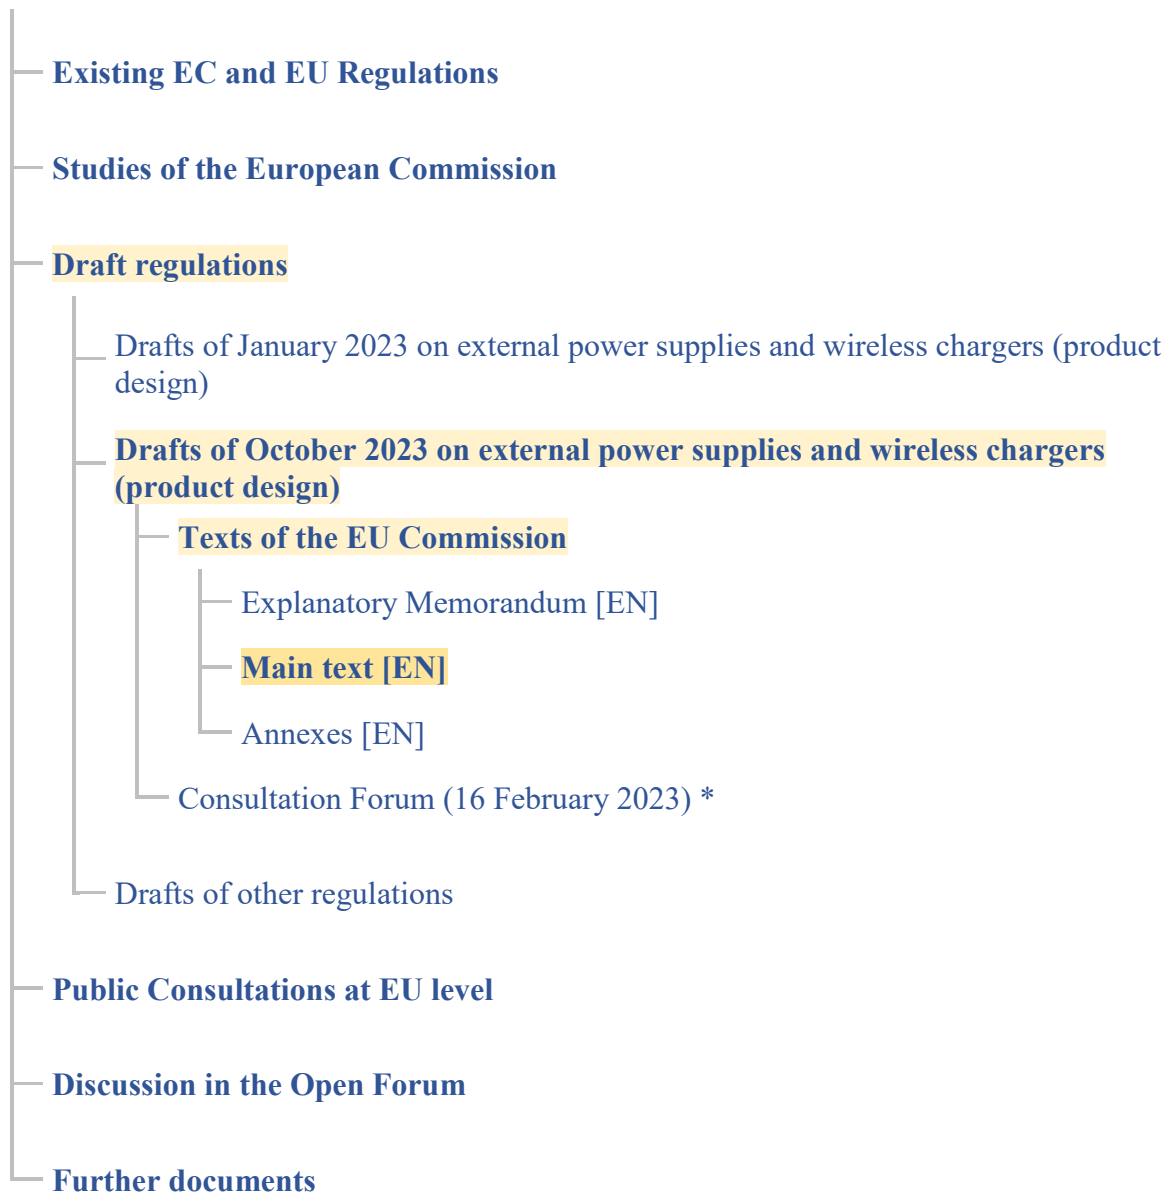 Existing EC and EU Regulations
Studies of the European Commission
Draft regulations
Drafts of January 2023 on external power supplies and wireless chargers (product
design)
Drafts of October 2023 on external power supplies and wireless chargers
(product design)
Texts of the EU Commission
Explanatory Memorandum [EN]
Main text [EN]
Annexes [EN]
Consultation Forum (16 February 2023) *
Drafts of other regulations
Public Consultations at EU level
Discussion in the Open Forum
Further documents